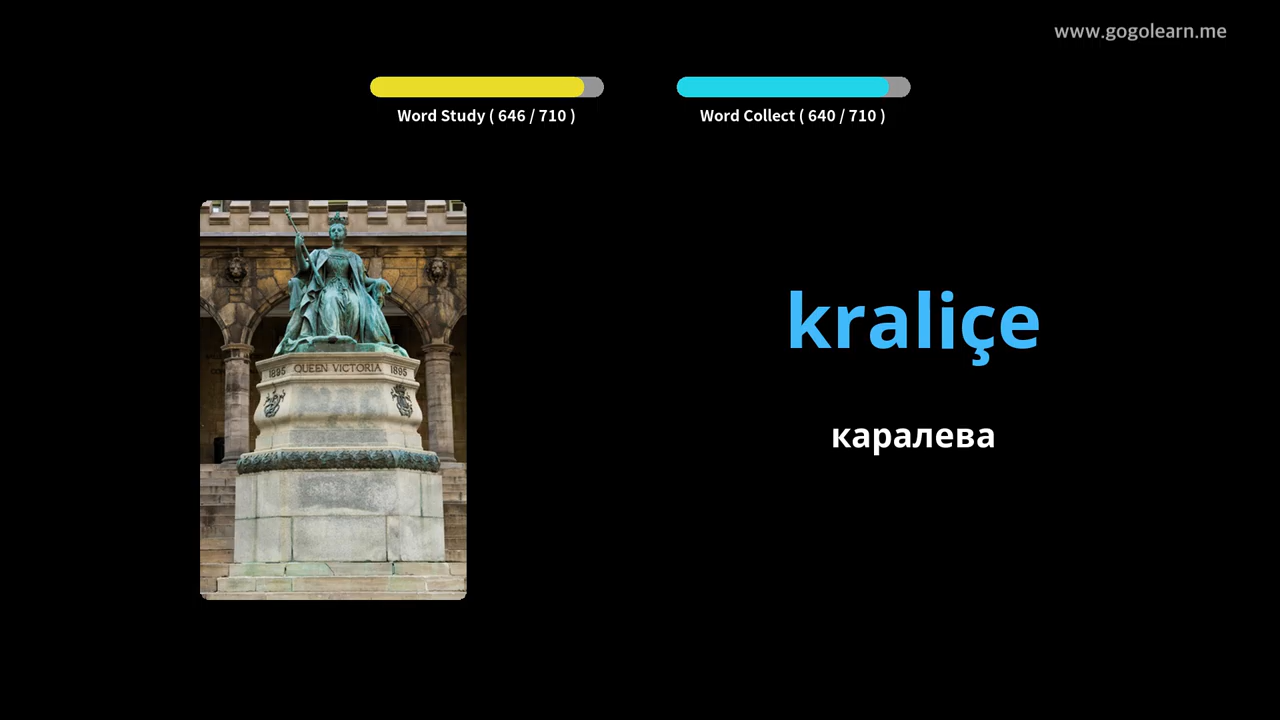 www.gogolearn.me
Word Study ( 646 / 710 )
Word Collect ( 640 / 710 )
1895 QUEEN VICTORIA 1895
kraliçe
каралева